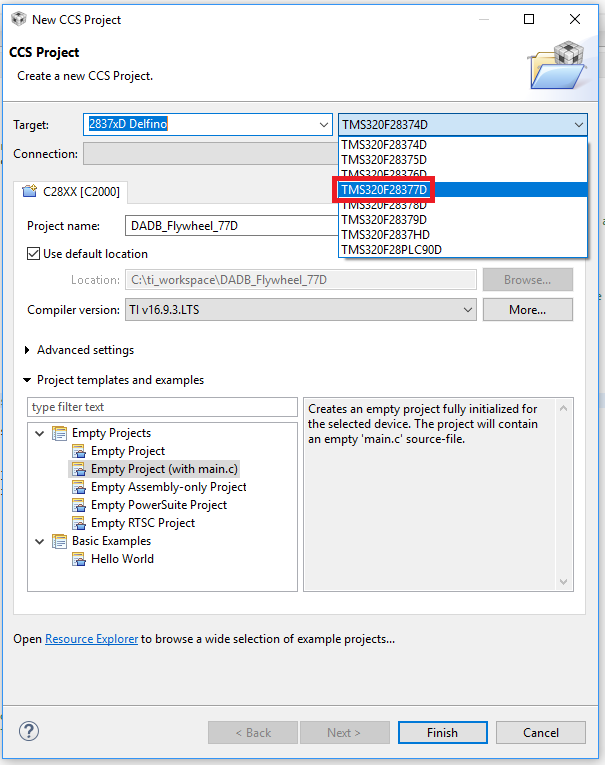 New CCS Project
CCS Project
Create a new CCS Project.
Target: 2837xD Delfino TMS320F28374D
TMS320F28374D
Connection:
TMS320F28375D
TMS320F28376D
TMS320F28377D
C28XX [C2000]
TMS320F28378D
Project name: DADB_Flywheel_77D
TMS320F28379D
TMS320F2837HD
Use default location
TMS320F28PLC90D
Location: C:\ti_workspace\DADB_Flywheel_77D Browse...
Compiler version: TI v16.9.3.LTS More...
Advanced settings
Project templates and examples
type filter text
Creates an empty project fully initialized for
the selected device. The project will contain
an empty 'main.c' source-file.
Empty Projects
Empty Project
Empty Project (with main.c)
Empty Assembly-only Project
Empty PowerSuite Project
Empty RTSC Project
Basic Examples
Hello World
Open Resource Explorer to browse a wide selection of example projects...
? < Back Next > Finish Cancel